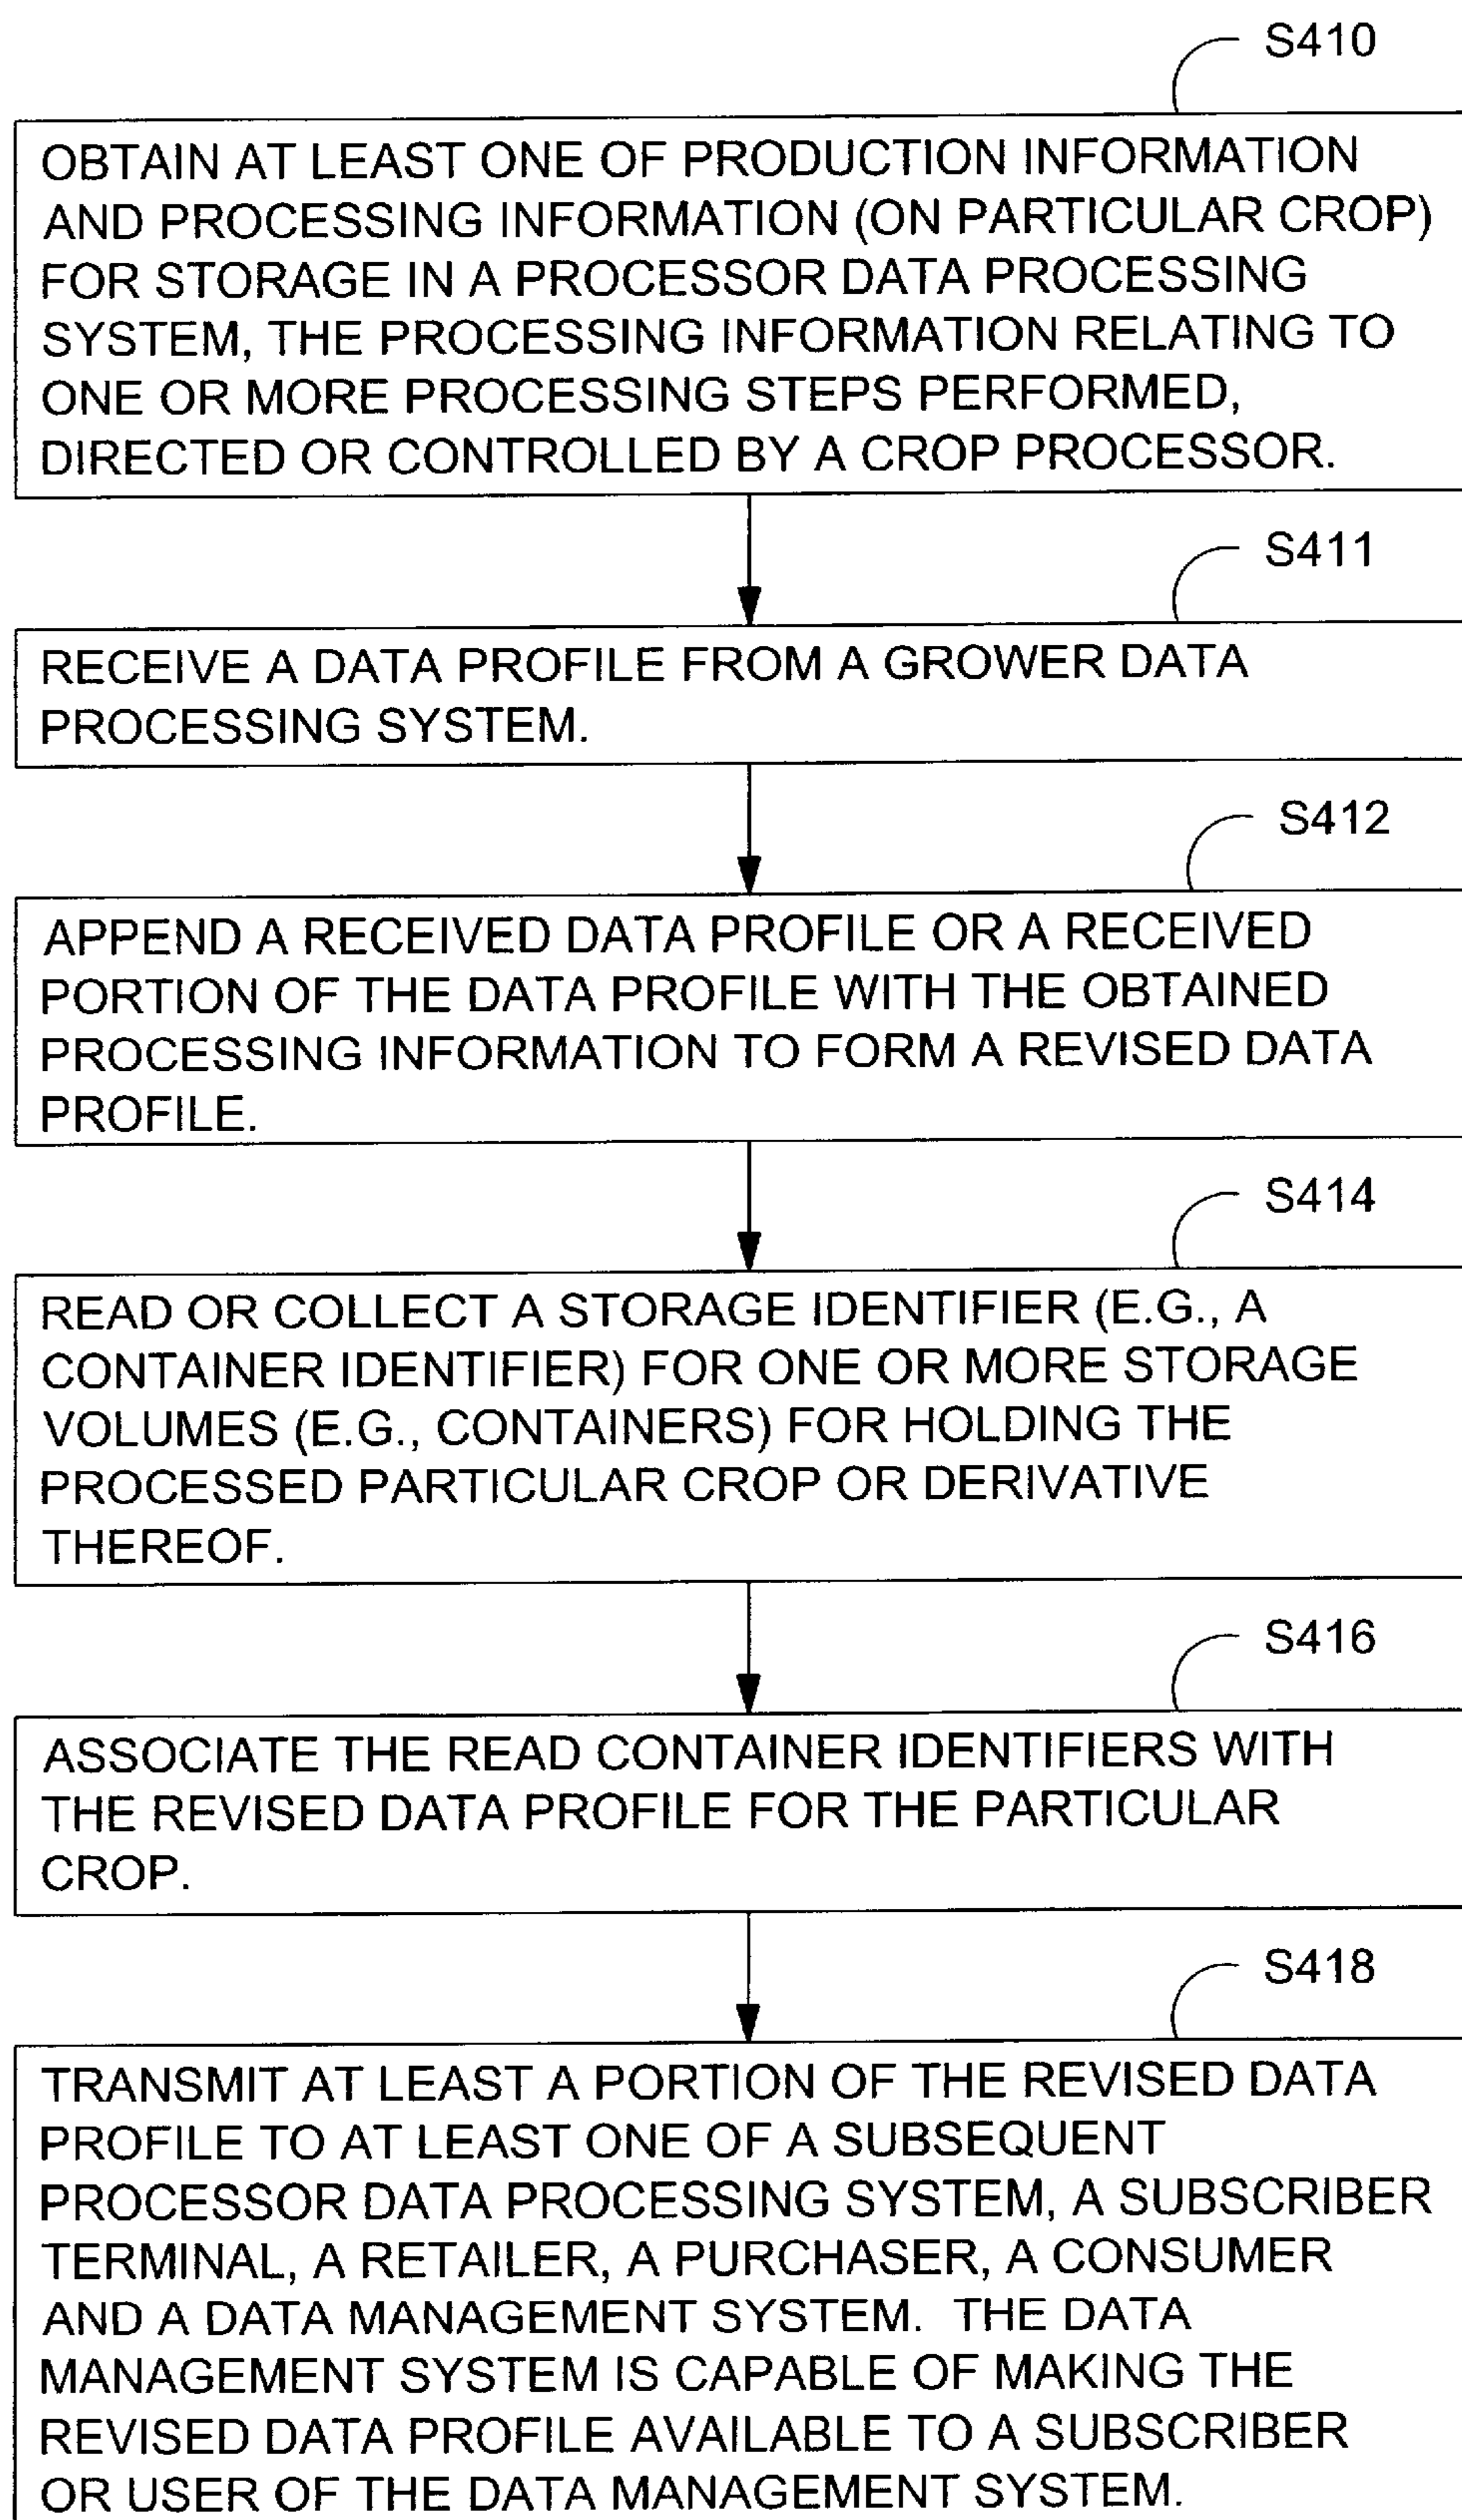 S410
OBTAIN AT LEAST ONE OF PRODUCTION INFORMATION
AND PROCESSING INFORMATION (ON PARTICULAR CROP)
FOR STORAGE IN A PROCESSOR DATA PROCESSING
SYSTEM, THE PROCESSING INFORMATION RELATING TO
ONE OR MORE PROCESSING STEPS PERFORMED,
DIRECTED OR CONTROLLED BY A CROP PROCESSOR.
S411
RECEIVE A DATA PROFILE FROM A GROWER DATA
PROCESSING SYSTEM.
S412
APPEND A RECEIVED DATA PROFILE OR A RECEIVED
PORTION OF THE DATA PROFILE WITH THE OBTAINED
PROCESSING INFORMATION TO FORM A REVISED DATA
PROFILE.
S414
READ OR COLLECT A STORAGE IDENTIFIER (E.G., A
CONTAINER IDENTIFIER) FOR ONE OR MORE STORAGE
VOLUMES (E.G., CONTAINERS) FOR HOLDING THE
PROCESSED PARTICULAR CROP OR DERIVATIVE
THEREOF.
S416
ASSOCIATE THE READ CONTAINER IDENTIFIERS WITH
THE REVISED DATA PROFILE FOR THE PARTICULAR
CROP.
S418
TRANSMIT AT LEAST A PORTION OF THE REVISED DATA
PROFILE TO AT LEAST ONE OF A SUBSEQUENT
PROCESSOR DATA PROCESSING SYSTEM, A SUBSCRIBER
TERMINAL, A RETAILER, A PURCHASER, A CONSUMER
AND A DATA MANAGEMENT SYSTEM.  THE DATA
MANAGEMENT SYSTEM IS CAPABLE OF MAKING THE
REVISED DATA PROFILE AVAILABLE TO A SUBSCRIBER
OR USER OF THE DATA MANAGEMENT SYSTEM.